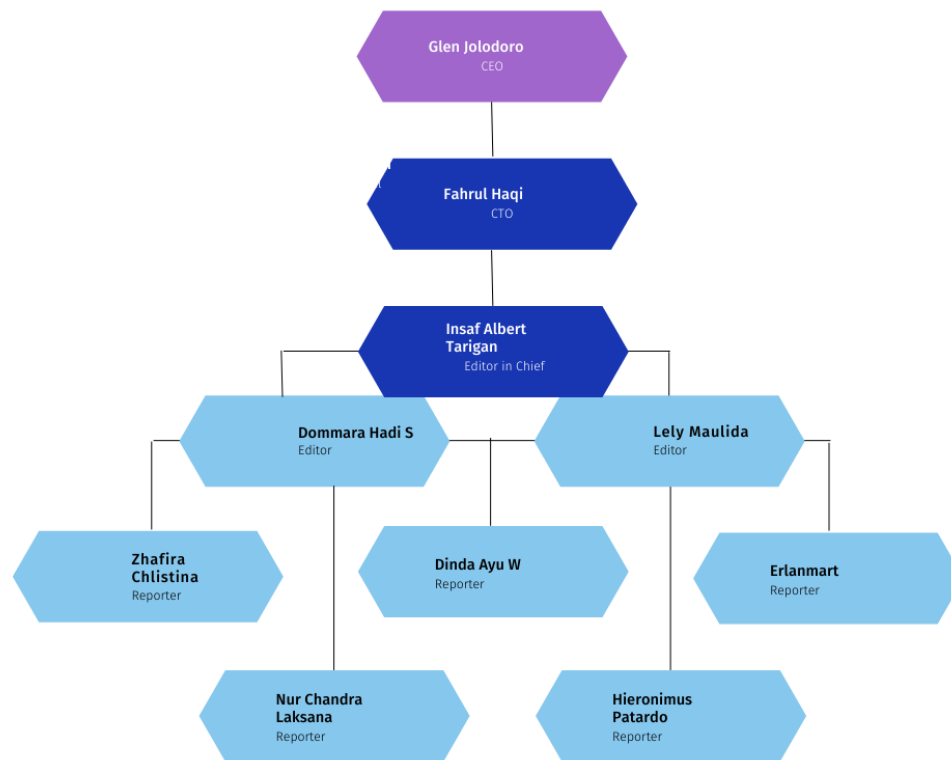 Glen Jolodoro
CEO
Fahrul Haqi
CTO
Insaf Albert
Tarigan
Editor in Chief
Dommara Hadi S
Editor
Lely Maulida
Editor
Zhafira
Chlistina
Reporter
Dinda Ayu W
Reporter
Erlanmart
Reporter
Nur Chandra
Laksana
Reporter
Hieronimus
Patardo
Reporter